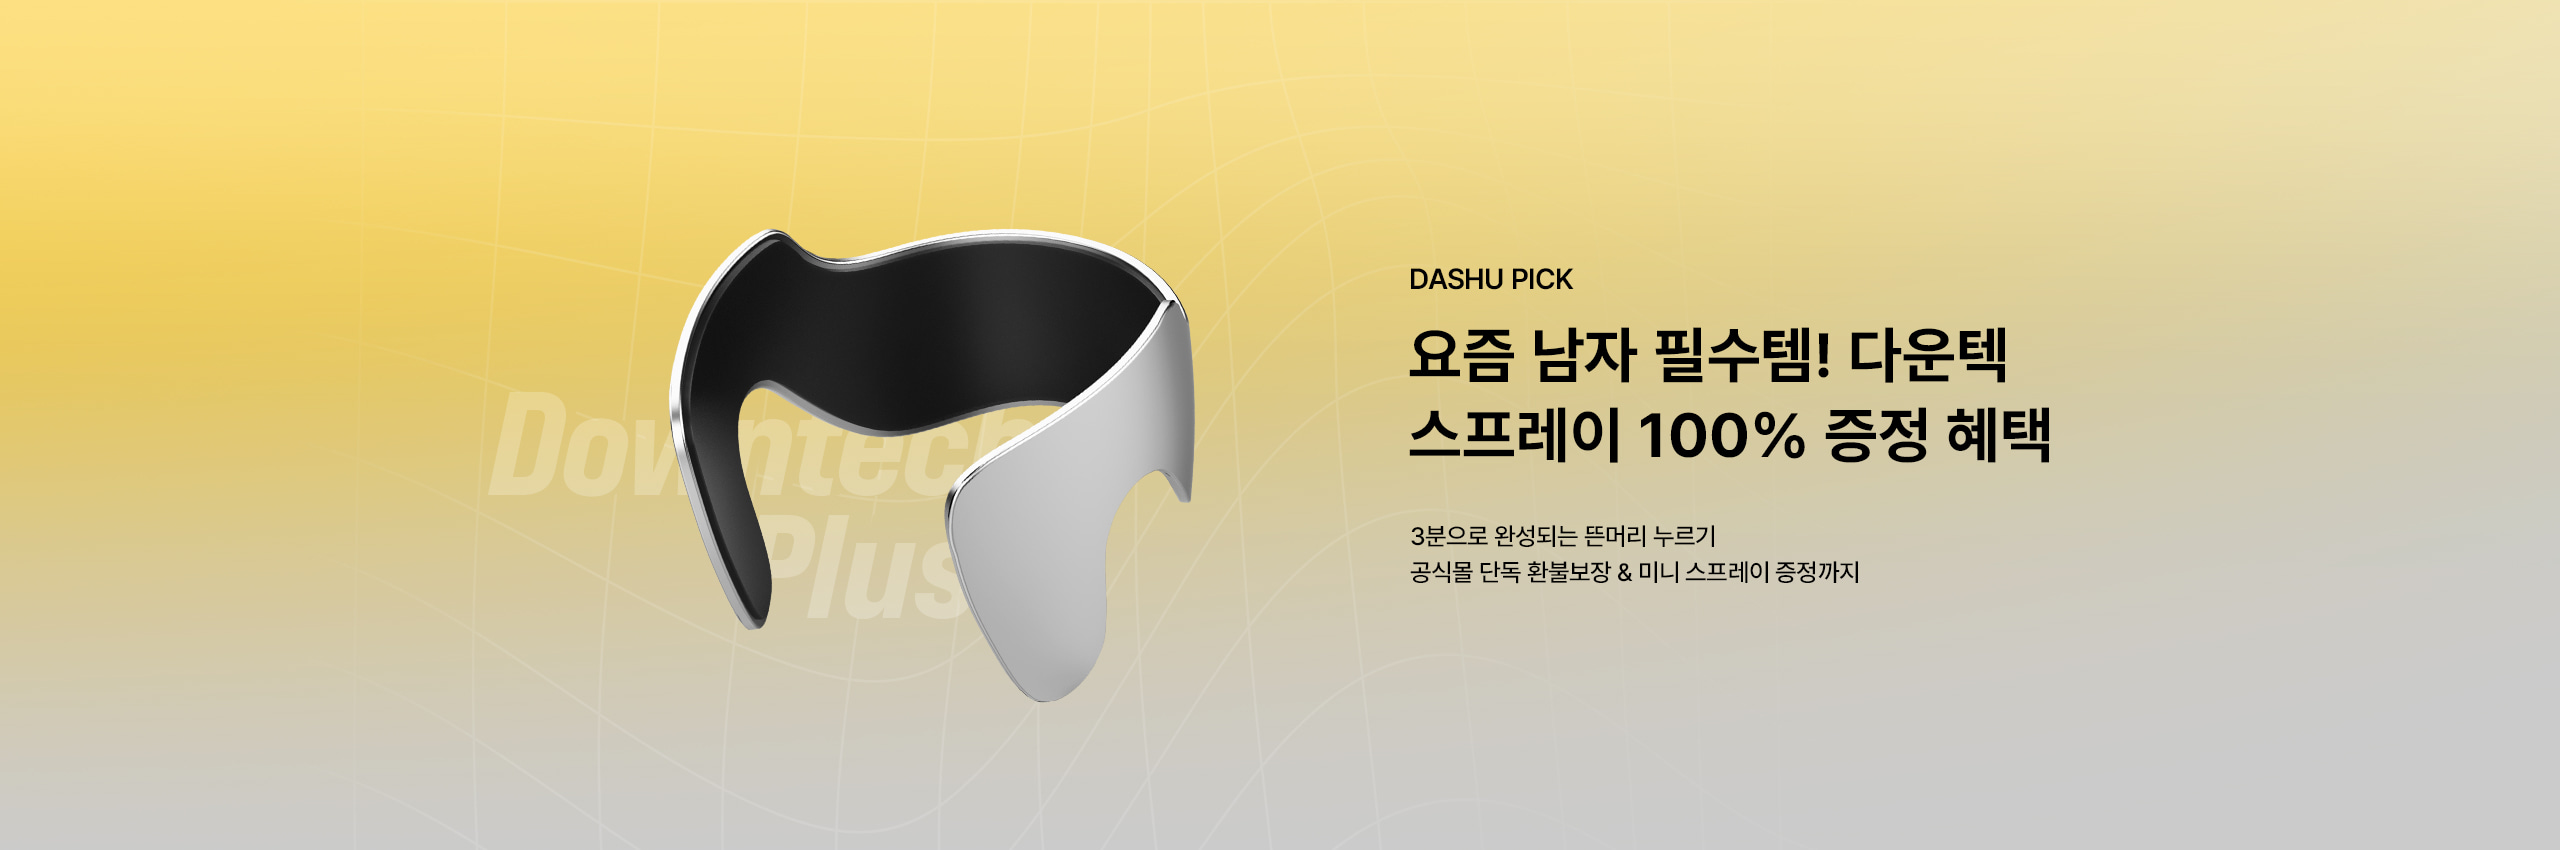 Downtech
Plus
DASHU PICK
요즘 남자 필수템! 다운텍
스프레이 100% 증정 혜택
3분으로 완성되는 뜬머리 누르기
공식몰 단독 환불보장 & 미니 스프레이 증정까지